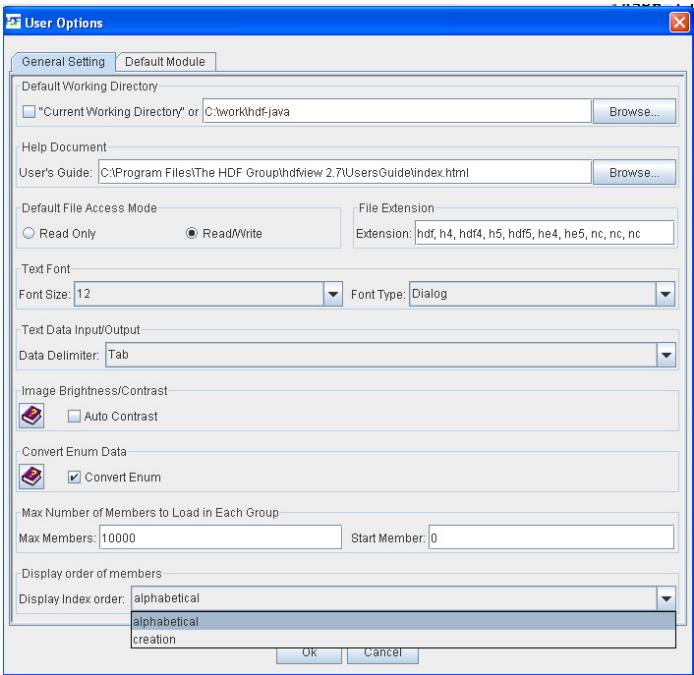 HDF User Options
General Setting Default Module
Default Working Directory
"Current Working Directory" or C:\work\hdf-java Browse...
Help Document
User's Guide: C:\Program Files\The HDF Group\hdfview 2.7\UsersGuide\index.html Browse...
Default File Access Mode File Extension
Read Only Read/Write Extension: hdf, h4, hdf4, h5, hdf5, he4, he5, nc, nc, nc
Text Font
Font Size: 12 Font Type: Dialog
Text Data Input/Output
Data Delimiter: Tab
Image Brightness/Contrast
Auto Contrast
Convert Enum Data
Convert Enum
Max Number of Members to Load in Each Group
Max Members: 10000 Start Member: 0
Display order of members
Display Index order: alphabetical
alphabetical
creation
Ok Cancel